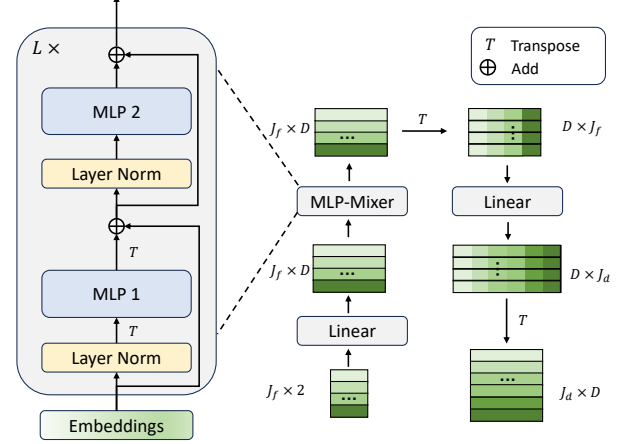 L ×
MLP 2
Layer Norm
T
MLP 1
T
Layer Norm
Embeddings
J_f × D
...
MLP-Mixer
J_f × D
...
Linear
J_f × 2
...
T
T Transpose
⊕ Add
⋮
D × J_f
Linear
⋮
D × J_d
T
...
J_d × D